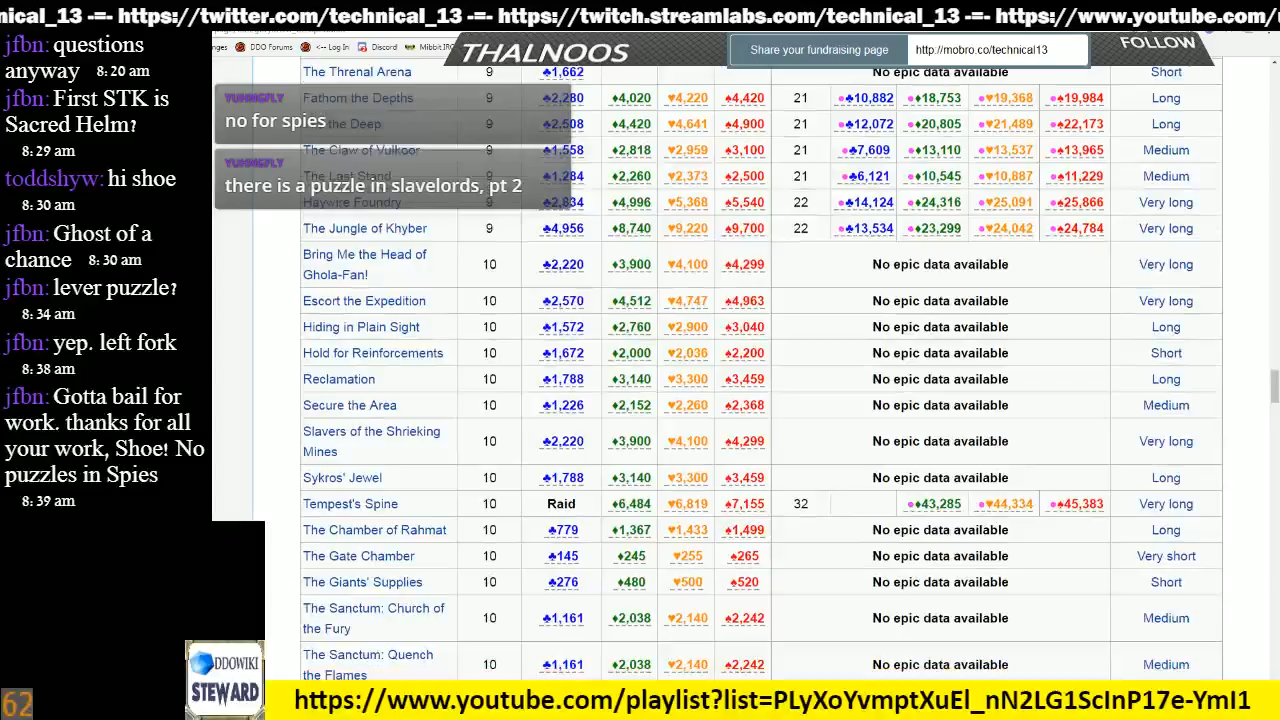 nical_13 -=- https://twitter.com/technical_13 -=- https://twitch.streamlabs.com/technical_13 -=- https://www.youtube.com/
jfbn: questions
anyway 8:20 am
jfbn: First STK is
Sacred Helm?
8:29 am
toddshyw: hi shoe
8:30 am
jfbn: Ghost of a
chance 8:30 am
jfbn: lever puzzle?
8:34 am
jfbn: yep. left fork
8:38 am
jfbn: Gotta bail for
work. thanks for all
your work, Shoe! No
puzzles in Spies
8:39 am
nges DDO Forums <-- Log In Discord Mibbit IRC
THALNOOS
Share your fundraising page http://mobro.co/technical13
FOLLOW
YUHNGFLY
no for spies
YUHNGFLY
there is a puzzle in slavelords, pt 2
The Threnal Arena 9 ♣1,662 No epic data available Short
Fathom the Depths 9 ♣2,280 ♦4,020 ♥4,220 ♠4,420 21 ♣10,882 ♦18,753 ♥19,368 ♠19,984 Long
the Deep 9 ♣2,508 ♦4,420 ♥4,641 ♠4,900 21 ♣12,072 ♦20,805 ♥21,489 ♠22,173 Long
The Claw of Vulkoor 9 ♣1,558 ♦2,818 ♥2,959 ♠3,100 21 ♣7,609 ♦13,110 ♥13,537 ♠13,965 Medium
The Last Stand 9 ♣1,284 ♦2,260 ♥2,373 ♠2,500 21 ♣6,121 ♦10,545 ♥10,887 ♠11,229 Medium
Haywire Foundry 9 ♣2,834 ♦4,996 ♥5,368 ♠5,540 22 ♣14,124 ♦24,316 ♥25,091 ♠25,866 Very long
The Jungle of Khyber 9 ♣4,956 ♦8,740 ♥9,220 ♠9,700 22 ♣13,534 ♦23,299 ♥24,042 ♠24,784 Very long
Bring Me the Head of
Ghola-Fan! 10 ♣2,220 ♦3,900 ♥4,100 ♠4,299 No epic data available Very long
Escort the Expedition 10 ♣2,570 ♦4,512 ♥4,747 ♠4,963 No epic data available Very long
Hiding in Plain Sight 10 ♣1,572 ♦2,760 ♥2,900 ♠3,040 No epic data available Long
Hold for Reinforcements 10 ♣1,672 ♦2,000 ♥2,036 ♠2,200 No epic data available Short
Reclamation 10 ♣1,788 ♦3,140 ♥3,300 ♠3,459 No epic data available Long
Secure the Area 10 ♣1,226 ♦2,152 ♥2,260 ♠2,368 No epic data available Medium
Slavers of the Shrieking
Mines 10 ♣2,220 ♦3,900 ♥4,100 ♠4,299 No epic data available Very long
Sykros' Jewel 10 ♣1,788 ♦3,140 ♥3,300 ♠3,459 No epic data available Long
Tempest's Spine 10 Raid ♦6,484 ♥6,819 ♠7,155 32 ♦43,285 ♥44,334 ♠45,383 Very long
The Chamber of Rahmat 10 ♣779 ♦1,367 ♥1,433 ♠1,499 No epic data available Long
The Gate Chamber 10 ♣145 ♦245 ♥255 ♠265 No epic data available Very short
The Giants' Supplies 10 ♣276 ♦480 ♥500 ♠520 No epic data available Short
The Sanctum: Church of
the Fury 10 ♣1,161 ♦2,038 ♥2,140 ♠2,242 No epic data available Medium
The Sanctum: Quench
the Flames 10 ♣1,161 ♦2,038 ♥2,140 ♠2,242 No epic data available Medium
DDOWIKI
STEWARD
62
https://www.youtube.com/playlist?list=PLyXoYvmptXuEl_nN2LG1ScInP17e-YmI1